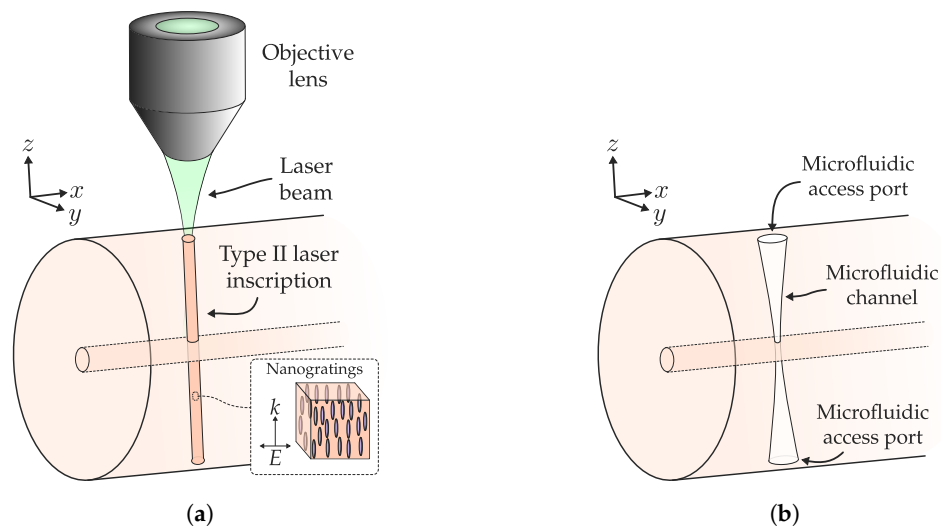 Objective
lens
Laser
beam
z
x
y
Type II laser
inscription
Nanogratings
k
E
(a)
z
x
y
Microfluidic
access port
Microfluidic
channel
Microfluidic
access port
(b)